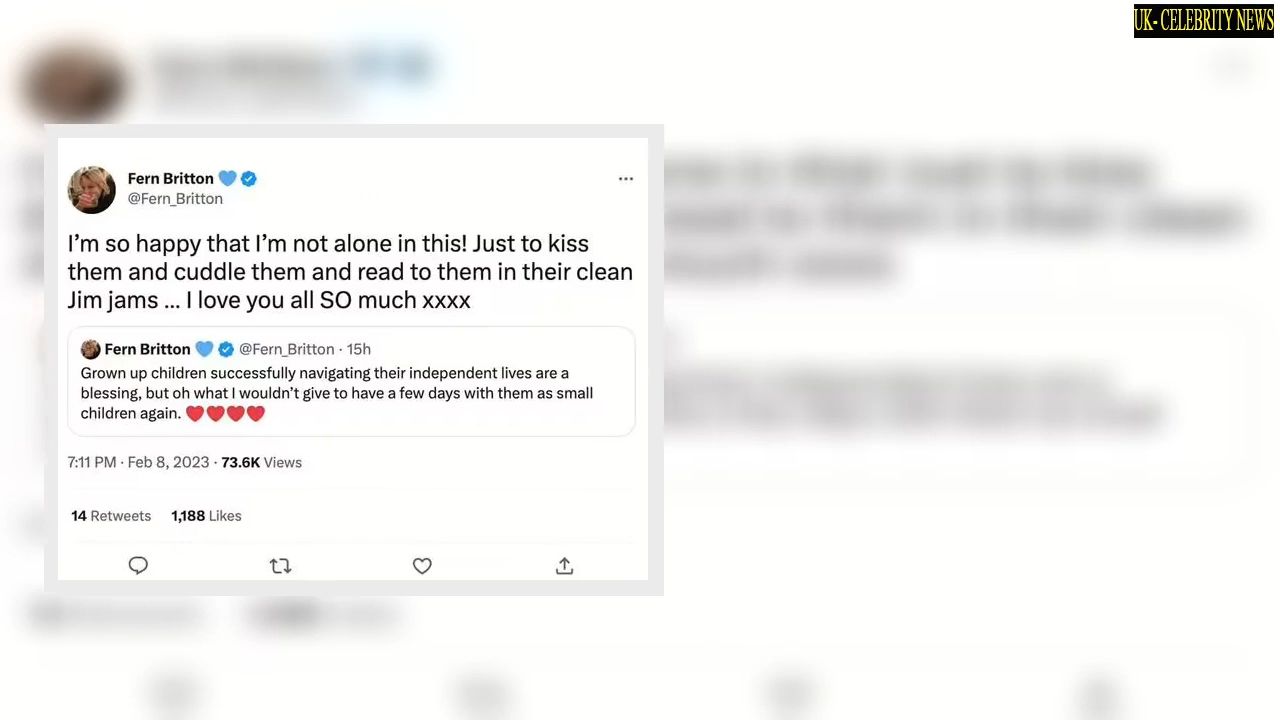 UK- CELEBRITY NEWS
Fern Britton 💙
@Fern_Britton
I’m so happy that I’m not alone in this! Just to kiss
them and cuddle them and read to them in their clean
Jim jams ... I love you all SO much xxxx
Fern Britton 💙 @Fern_Britton · 15h
Grown up children successfully navigating their independent lives are a
blessing, but oh what I wouldn’t give to have a few days with them as small
children again. ❤️❤️❤️❤️
7:11 PM · Feb 8, 2023 · 73.6K Views
14 Retweets 1,188 Likes